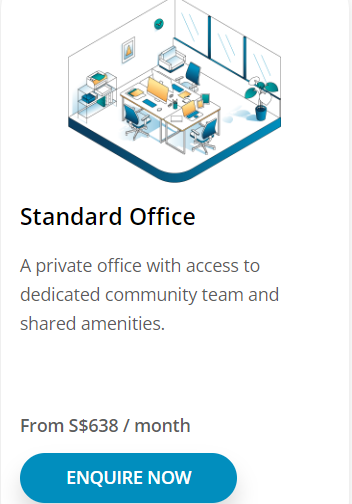 Standard Office
A private office with access to
dedicated community team and
shared amenities.
From S$638 / month
ENQUIRE NOW